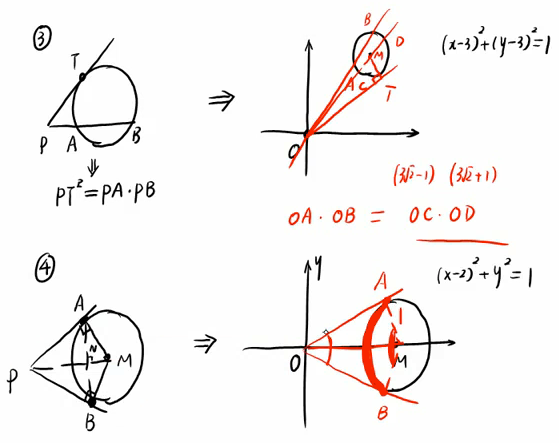 ③
T
P
A
B
PT²=PA·PB
⇒
B
D
M
A
C
T
O
(x-3)²+(y-3)²=1
(3√2-1) (3√2+1)
OA·OB = OC·OD
④
A
P
N
M
B
⇒
y
A
1
O
M
B
(x-2)²+y²=1